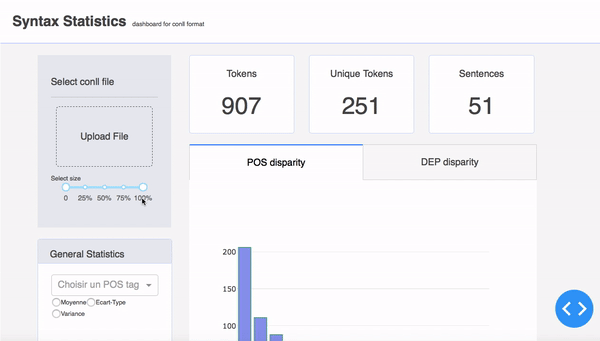 Syntax Statistics dashboard for conll format
Select conll file
Upload File
Select size
0 25% 50% 75% 100%
General Statistics
Choisir un POS tag
Moyenne Ecart-Type
Variance
Tokens
907
Unique Tokens
251
Sentences
51
POS disparity
DEP disparity
200
150
100